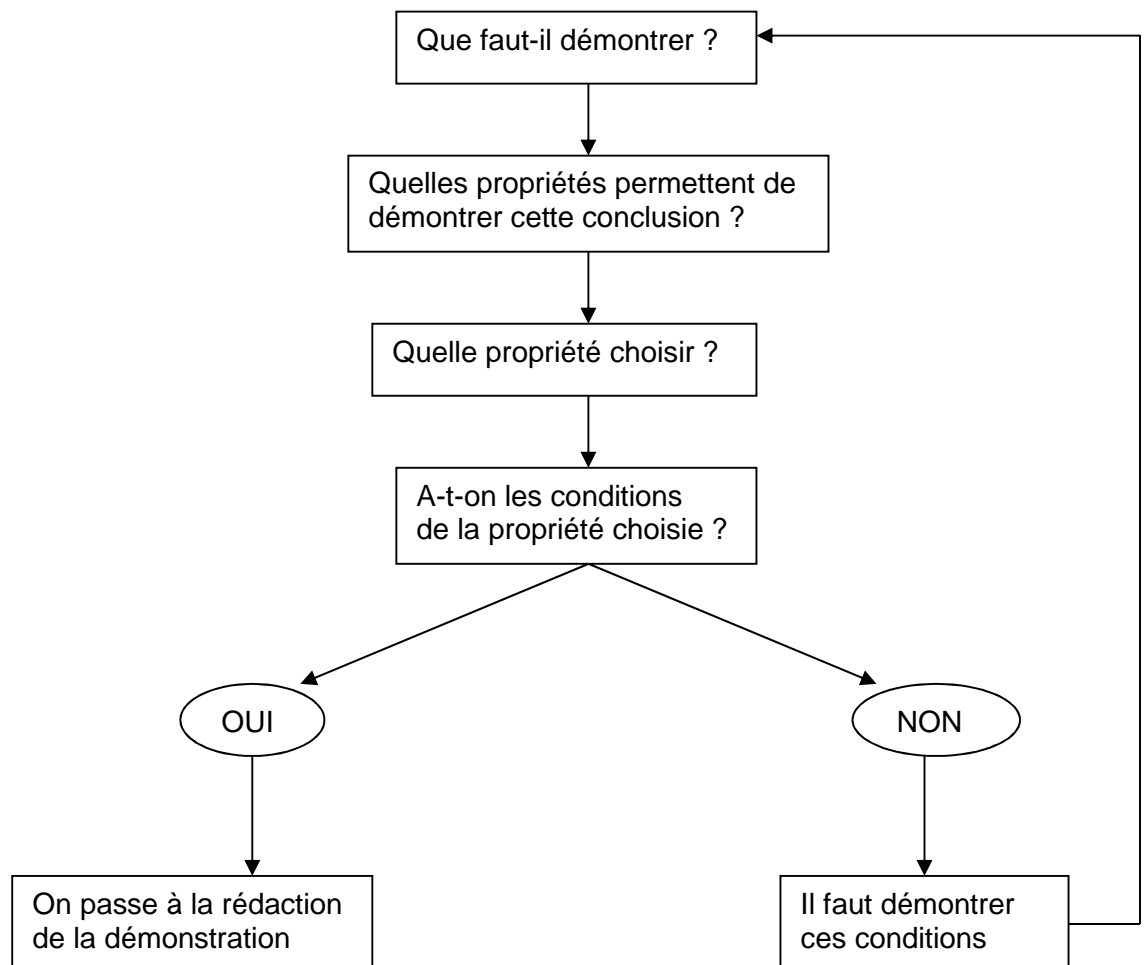 Que faut-il démontrer ?
Quelles propriétés permettent de
démontrer cette conclusion ?
Quelle propriété choisir ?
A-t-on les conditions
de la propriété choisie ?
OUI
NON
On passe à la rédaction
de la démonstration
Il faut démontrer
ces conditions